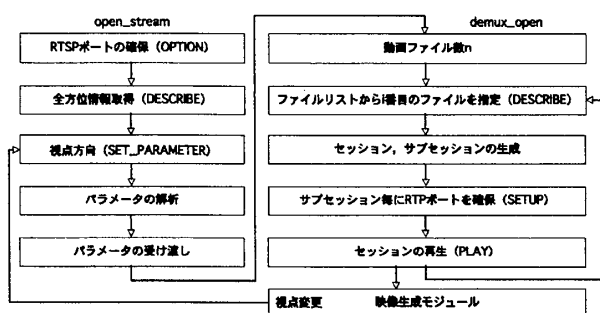 open_stream
RTSPポートの確保（OPTION）
全方位情報取得（DESCRIBE）
視点方向（SET_PARAMETER）
パラメータの解析
パラメータの受け渡し
demux_open
動画ファイル数n
ファイルリストからi番目のファイルを指定（DESCRIBE）
セッション，サブセッションの生成
サブセッション毎にRTPポートを確保（SETUP）
セッションの再生（PLAY）
視点変更 映像生成モジュール